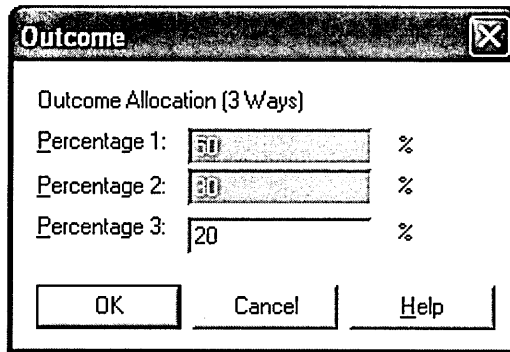 Outcome
Outcome Allocation (3 Ways)
Percentage 1: %
Percentage 2: %
Percentage 3: 20 %
OK Cancel Help